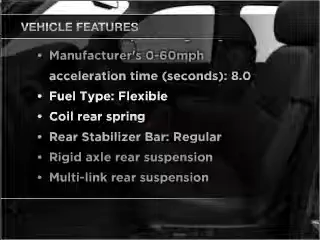 VEHICLE FEATURES
• Manufacturer's 0-60mph
acceleration time (seconds): 8.0
• Fuel Type: Flexible
• Coil rear spring
• Rear Stabilizer Bar: Regular
• Rigid axle rear suspension
• Multi-link rear suspension